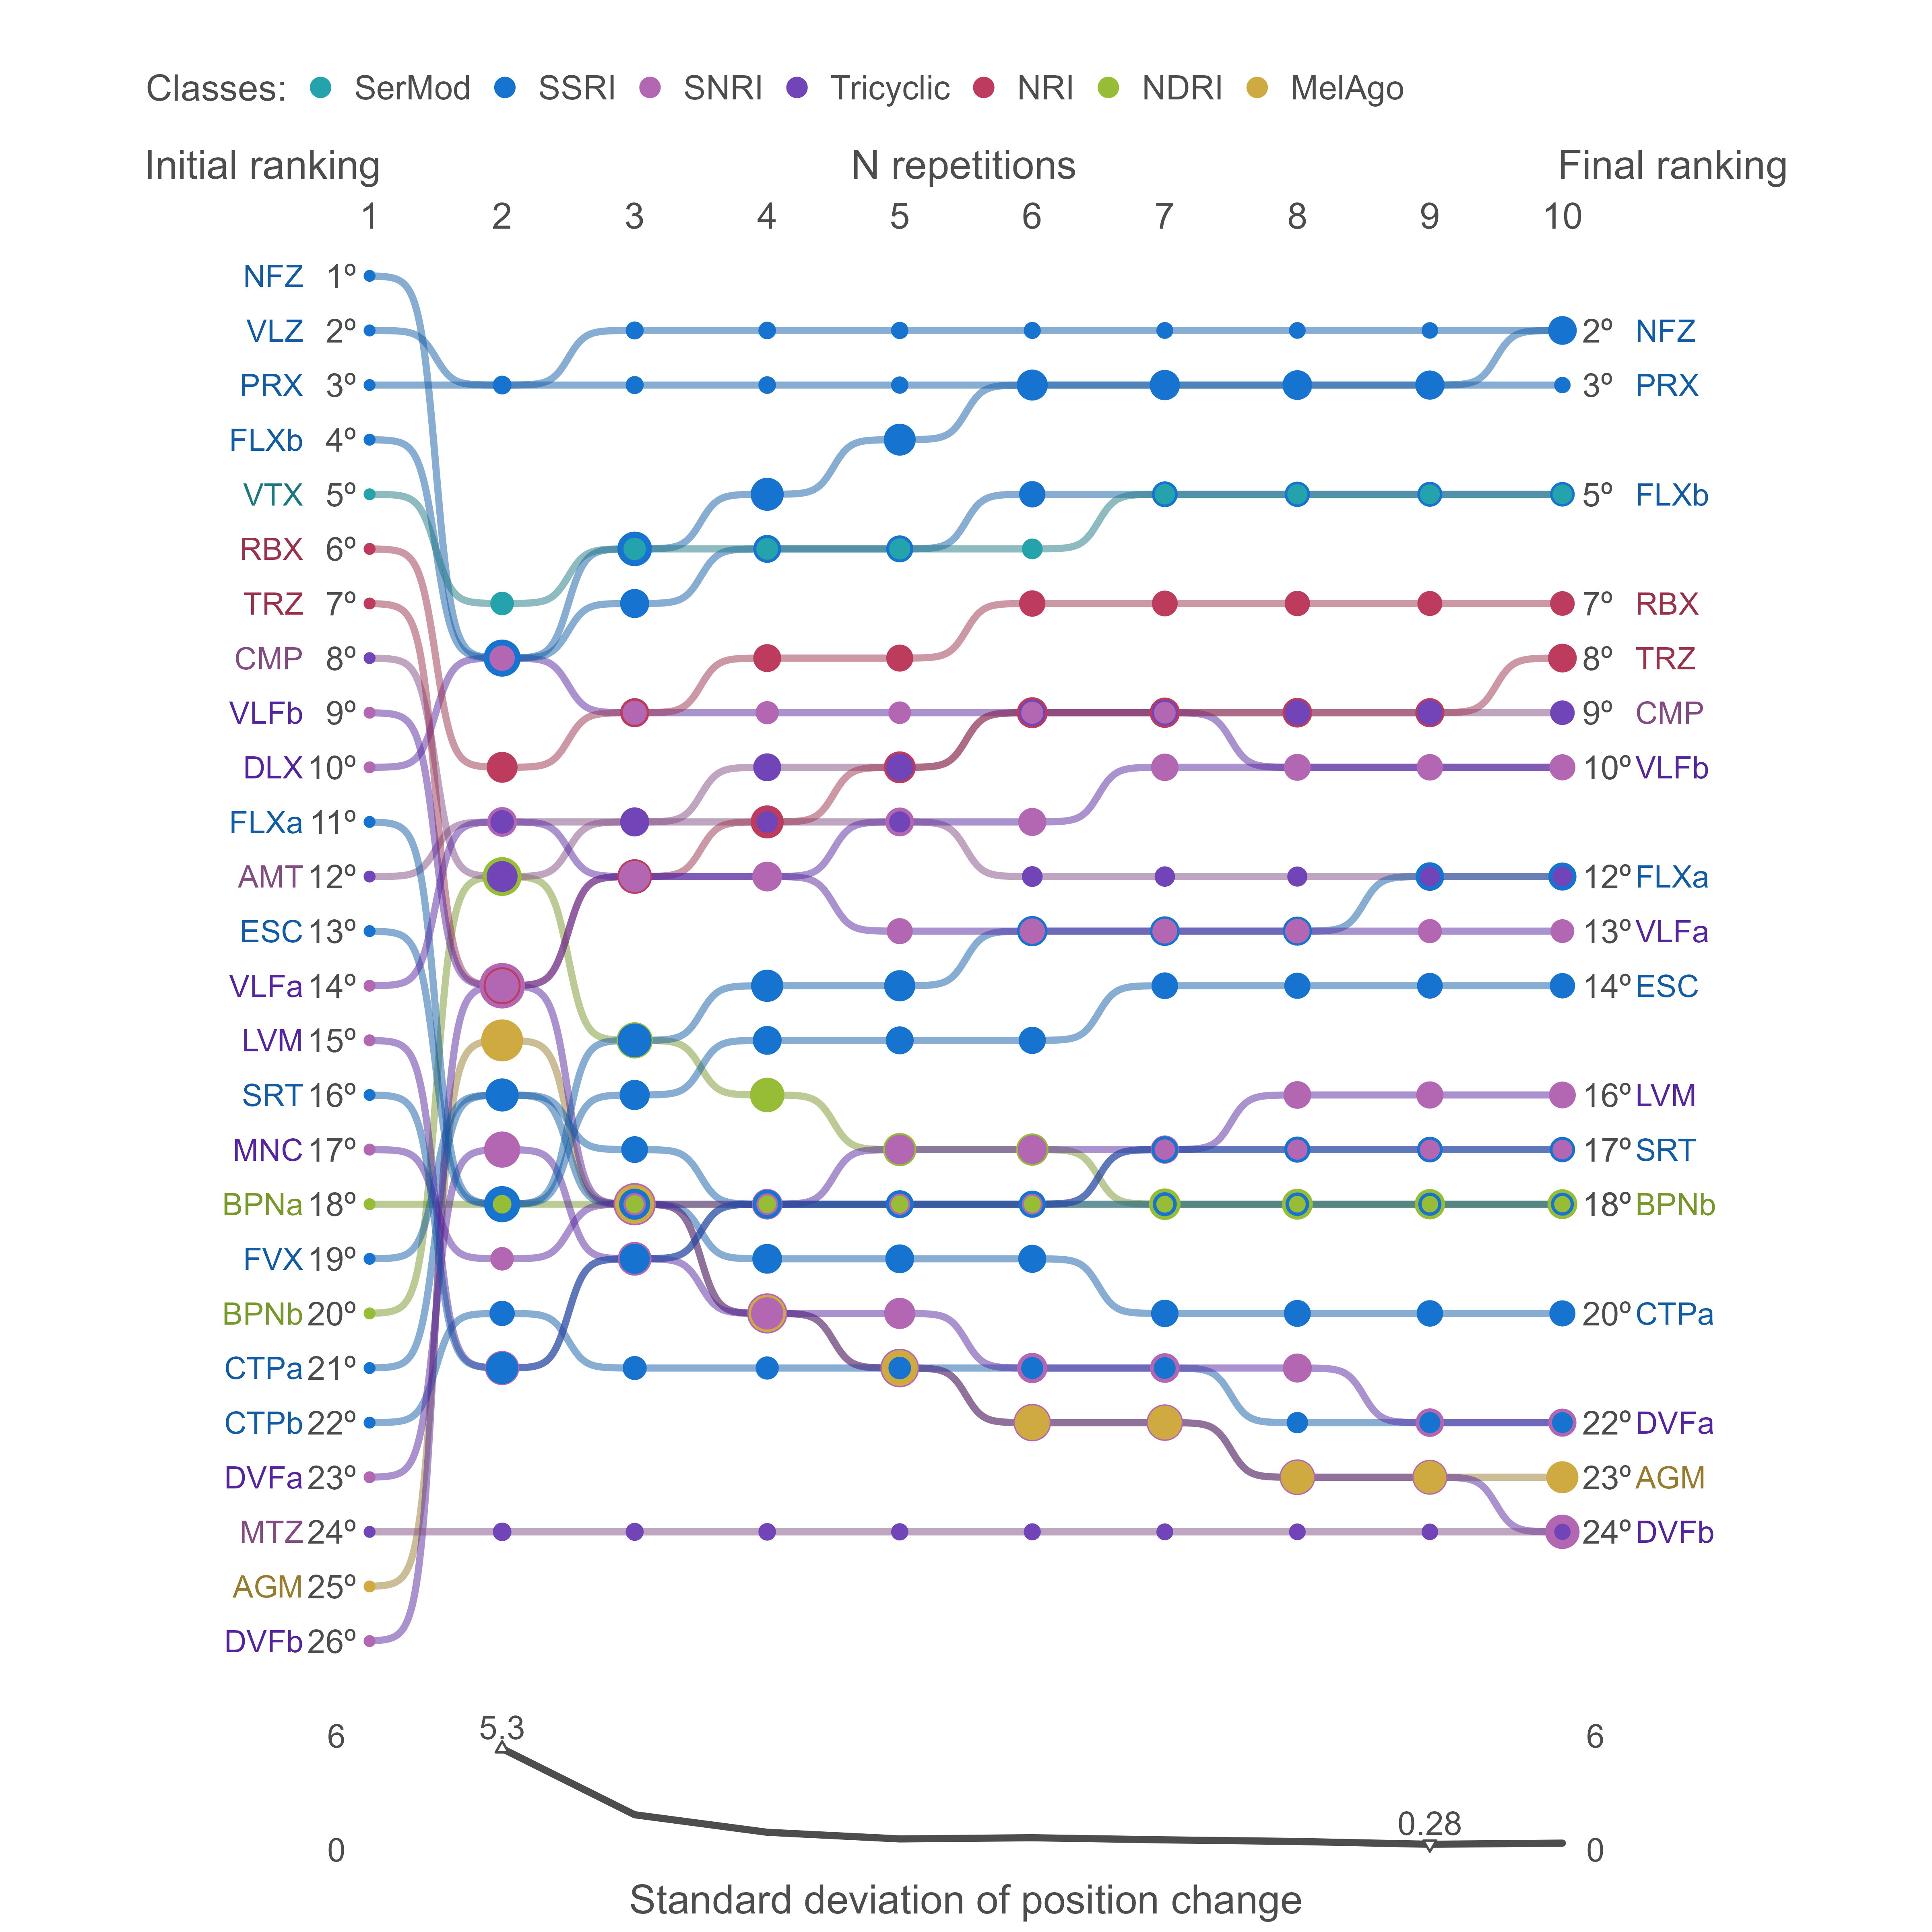 Classes: SerMod SSRI SNRI Tricyclic NRI NDRI MelAgo
Initial ranking N repetitions Final ranking
1 2 3 4 5 6 7 8 9 10
NFZ 1º
VLZ 2º 2º NFZ
PRX 3º 3º PRX
FLXb 4º
VTX 5º 5º FLXb
RBX 6º
TRZ 7º 7º RBX
CMP 8º 8º TRZ
VLFb 9º 9º CMP
DLX 10º 10º VLFb
FLXa 11º
AMT 12º 12º FLXa
ESC 13º 13º VLFa
VLFa 14º 14º ESC
LVM 15º
SRT 16º 16º LVM
MNC 17º 17º SRT
BPNa 18º 18º BPNb
FVX 19º
BPNb 20º 20º CTPa
CTPa 21º
CTPb 22º 22º DVFa
DVFa 23º 23º AGM
MTZ 24º 24º DVFb
AGM 25º
DVFb 26º
6 5.3 6
0 0.28 0
Standard deviation of position change